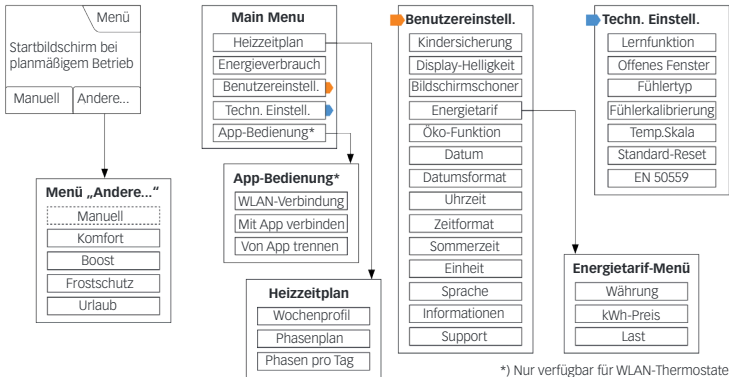 Menü
Startbildschirm bei
planmäßigem Betrieb
Manuell
Andere...
Menü „Andere...“
Manuell
Komfort
Boost
Frostschutz
Urlaub
Main Menu
Heizzeitplan
Energieverbrauch
Benutzereinstell.
Techn. Einstell.
App-Bedienung*
App-Bedienung*
WLAN-Verbindung
Mit App verbinden
Von App trennen
Heizzeitplan
Wochenprofil
Phasenplan
Phasen pro Tag
Benutzereinstell.
Kindersicherung
Display-Helligkeit
Bildschirmschoner
Energietarif
Öko-Funktion
Datum
Datumsformat
Uhrzeit
Zeitformat
Sommerzeit
Einheit
Sprache
Informationen
Support
Techn. Einstell.
Lernfunktion
Offenes Fenster
Fühlertyp
Fühlerkalibrierung
Temp.Skala
Standard-Reset
EN 50559
Energietarif-Menü
Währung
kWh-Preis
Last
*) Nur verfügbar für WLAN-Thermostate